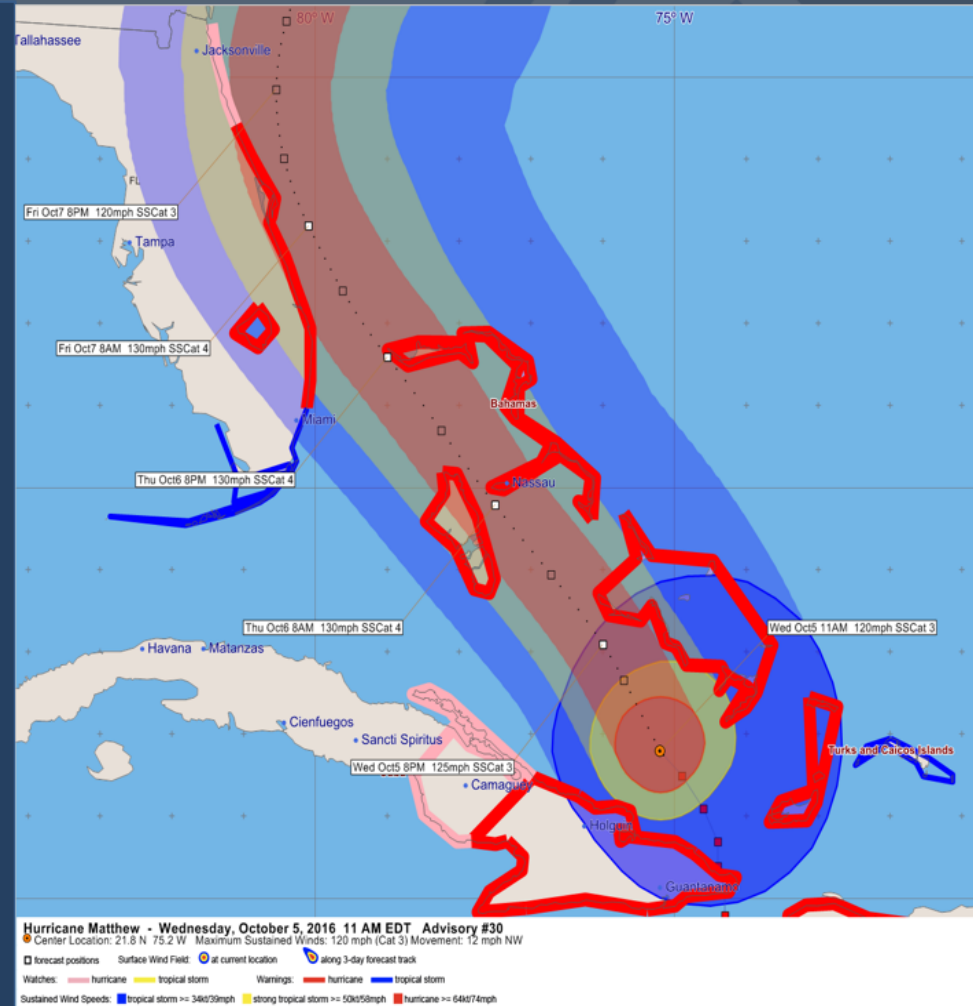 80° W
75° W
Tallahassee
Jacksonville
FL
Fri Oct7 8PM 120mph SSCat 3
Tampa
Fri Oct7 8AM 130mph SSCat 4
Bahamas
Miami
Thu Oct6 8PM 130mph SSCat 4
Nassau
Thu Oct6 8AM 130mph SSCat 4
Wed Oct5 11AM 120mph SSCat 3
Havana
Matanzas
Cienfuegos
Sancti Spiritus
Turks and Caicos Islands
Wed Oct5 8PM 125mph SSCat 3
Camaguey
Holguin
Guantanamo
Hurricane Matthew - Wednesday, October 5, 2016 11 AM EDT Advisory #30
Center Location: 21.8 N 75.2 W Maximum Sustained Winds: 120 mph (Cat 3) Movement: 12 mph NW
forecast positions Surface Wind Field: at current location along 3-day forecast track
Watches: hurricane tropical storm Warnings: hurricane tropical storm
Sustained Wind Speeds: tropical storm >= 34kt/39mph strong tropical storm >= 50kt/58mph hurricane >= 64kt/74mph